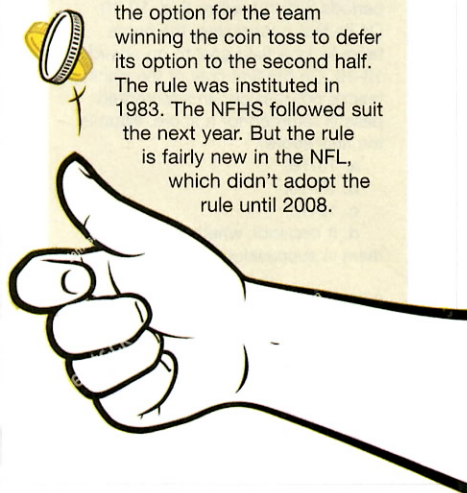 the option for the team
winning the coin toss to defer
its option to the second half.
The rule was instituted in
1983. The NFHS followed suit
the next year. But the rule
is fairly new in the NFL,
which didn't adopt the
rule until 2008.